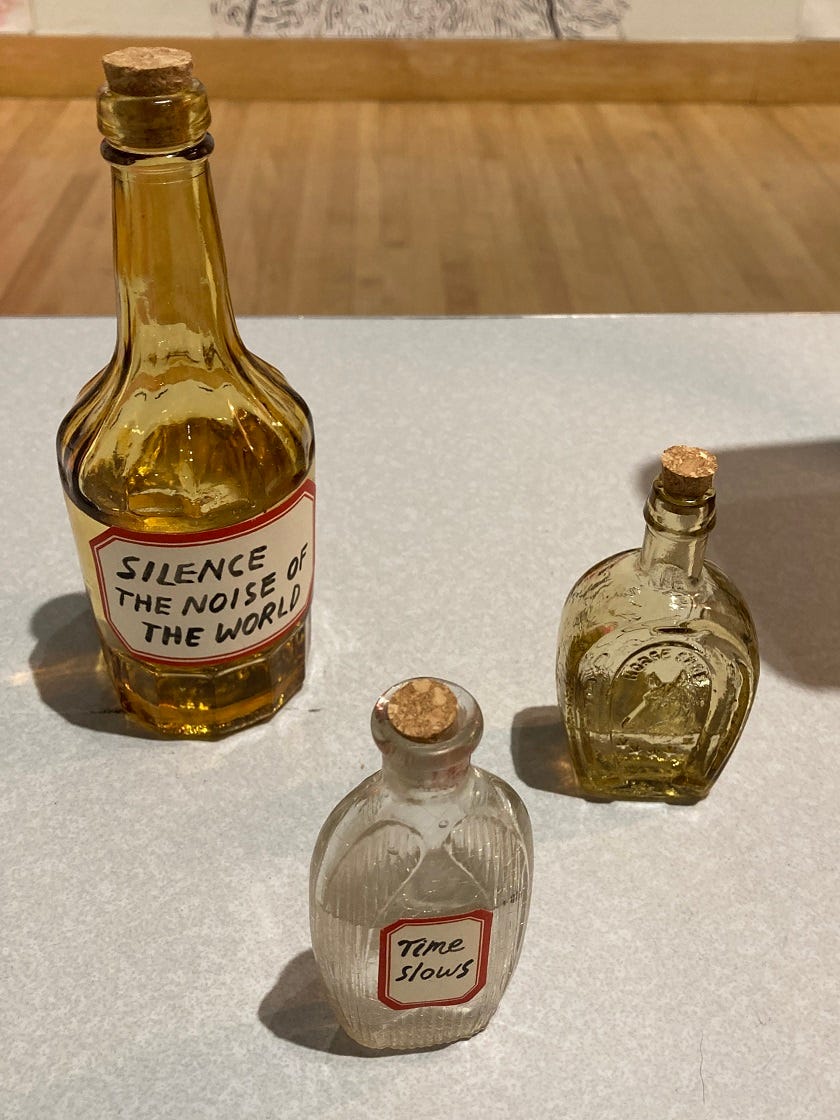 SILENCE
THE NOISE OF
THE WORLD
Time
slows